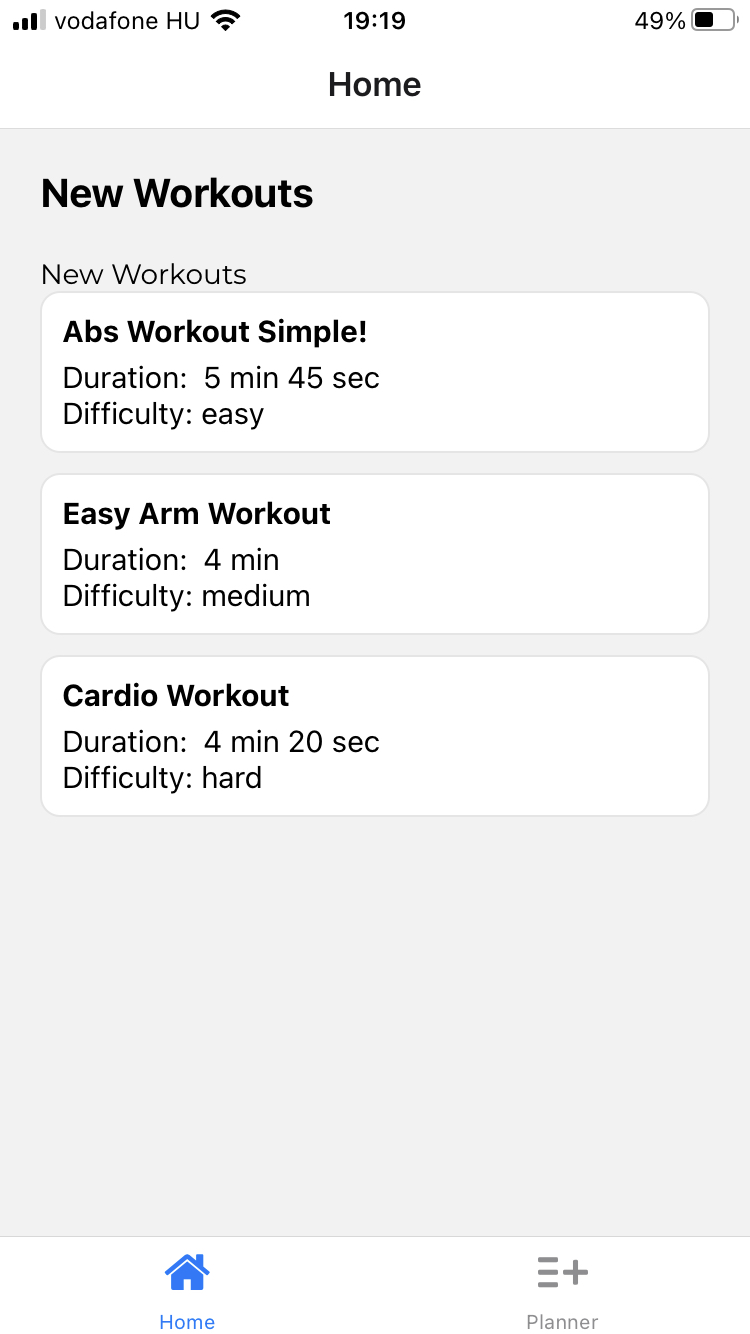 vodafone HU 19:19 49%
Home
New Workouts
New Workouts
Abs Workout Simple!
Duration:  5 min 45 sec
Difficulty: easy
Easy Arm Workout
Duration:  4 min
Difficulty: medium
Cardio Workout
Duration:  4 min 20 sec
Difficulty: hard
Home Planner